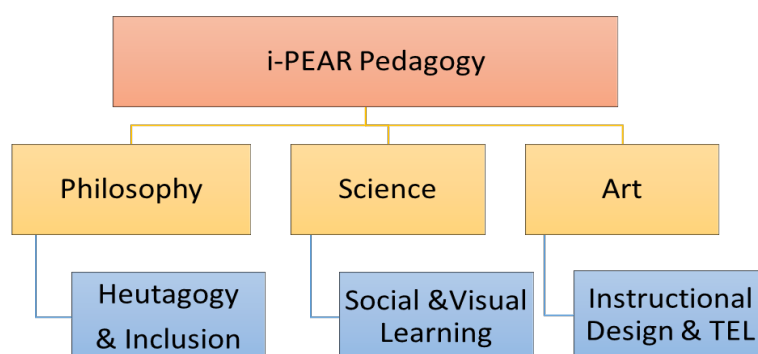 i-PEAR Pedagogy
Philosophy
Science
Art
Heutagogy
& Inclusion
Social &Visual
Learning
Instructional
Design & TEL